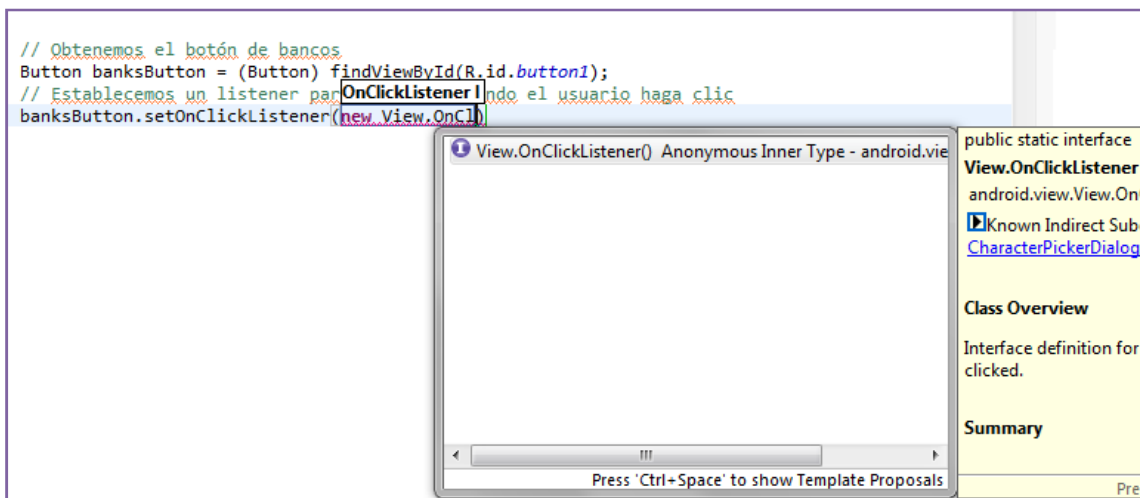 // Obtenemos el botón de bancos
Button banksButton = (Button) findViewById(R.id.button1);
// Establecemos un listener par OnClickListener l ndo el usuario haga clic
banksButton.setOnClickListener(new View.OnCl)
View.OnClickListener() Anonymous Inner Type - android.vie
Press 'Ctrl+Space' to show Template Proposals
public static interface
View.OnClickListener
android.view.View.On
Known Indirect Sub
CharacterPickerDialog
Class Overview
Interface definition for
clicked.
Summary
Pre